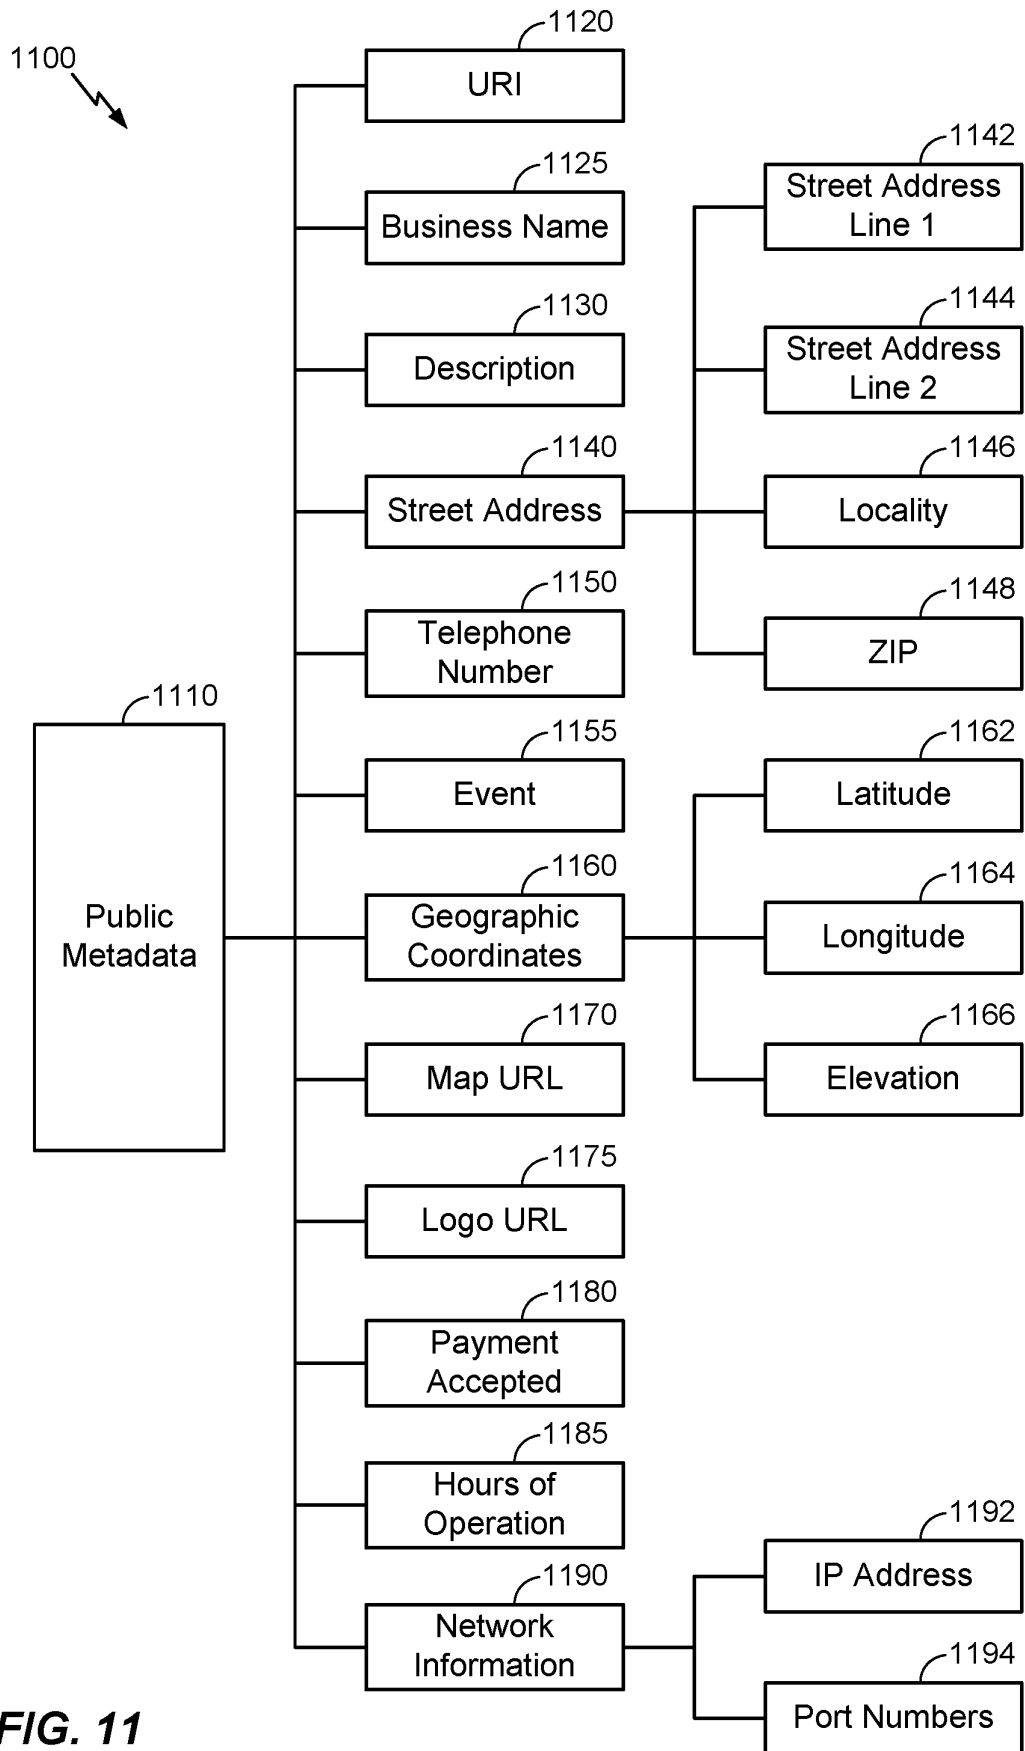 1100
1120
URI
1125
Business Name
1130
Description
1140
Street Address
1142
Street Address
Line 1
1144
Street Address
Line 2
1146
Locality
1148
ZIP
1150
Telephone
Number
1110
Public
Metadata
1155
Event
1160
Geographic
Coordinates
1162
Latitude
1164
Longitude
1166
Elevation
1170
Map URL
1175
Logo URL
1180
Payment
Accepted
1185
Hours of
Operation
1190
Network
Information
1192
IP Address
1194
Port Numbers
FIG. 11